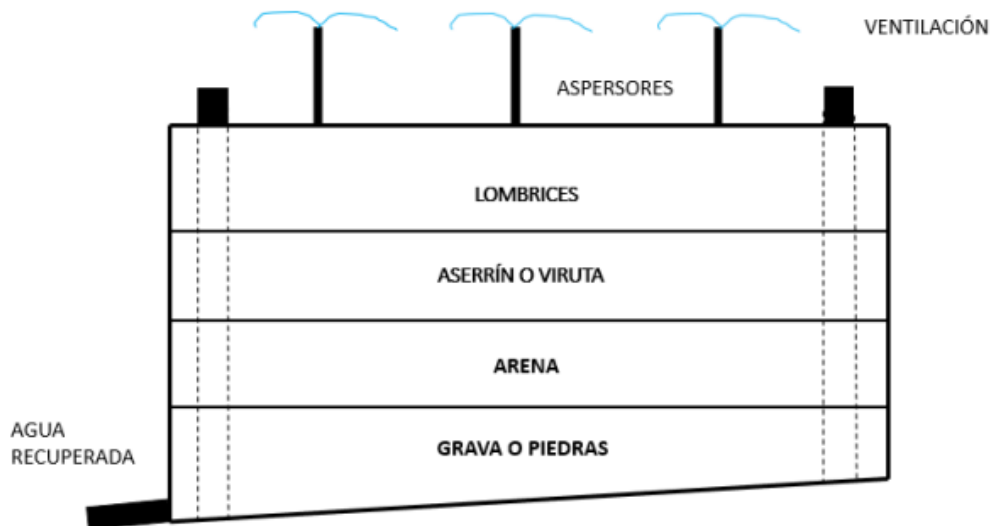 VENTILACIÓN
ASPERSORES
LOMBRICES
ASERRÍN O VIRUTA
ARENA
GRAVA O PIEDRAS
AGUA
RECUPERADA